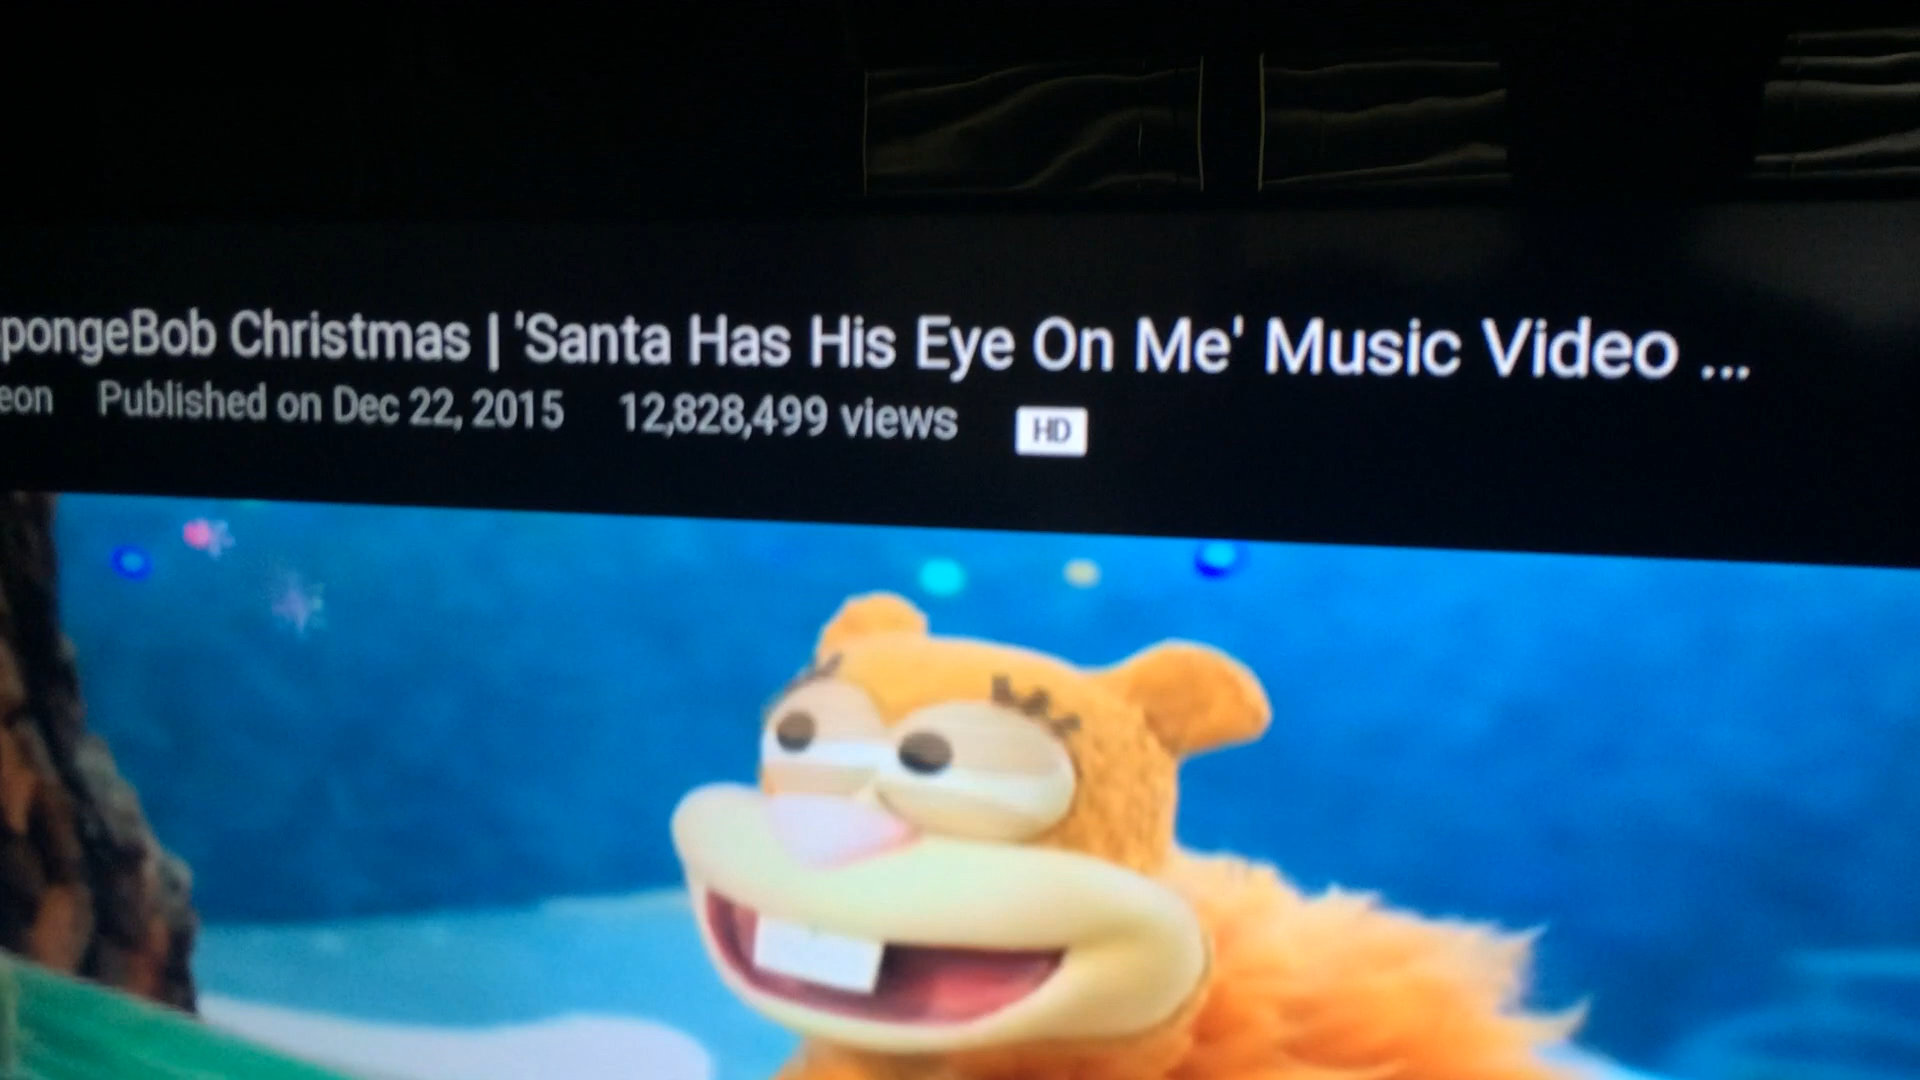 pongeBob Christmas | 'Santa Has His Eye On Me' Music Video ...
eon Published on Dec 22, 2015 12,828,499 views HD